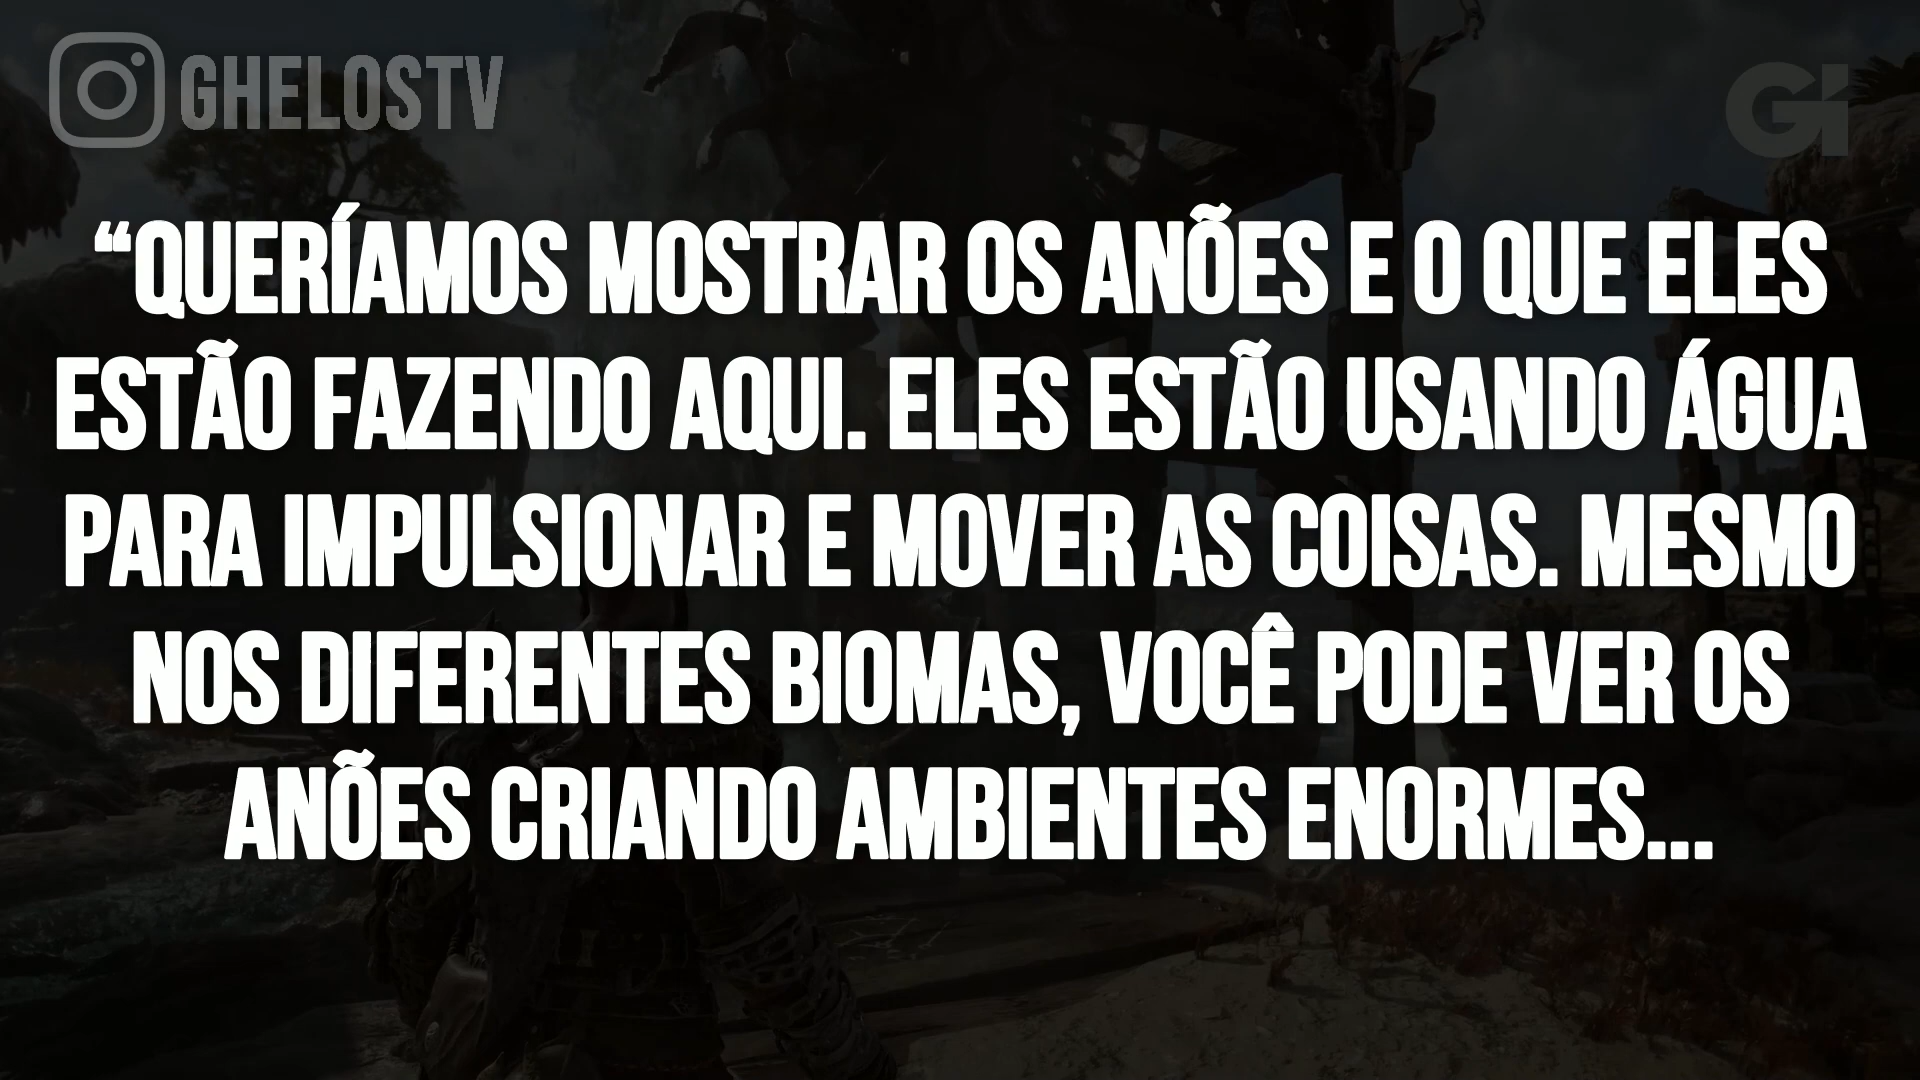 GHELOSTV
GI
“QUERÍAMOS MOSTRAR OS ANÕES E O QUE ELES
ESTÃO FAZENDO AQUI. ELES ESTÃO USANDO ÁGUA
PARA IMPULSIONAR E MOVER AS COISAS. MESMO
NOS DIFERENTES BIOMAS, VOCÊ PODE VER OS
ANÕES CRIANDO AMBIENTES ENORMES...